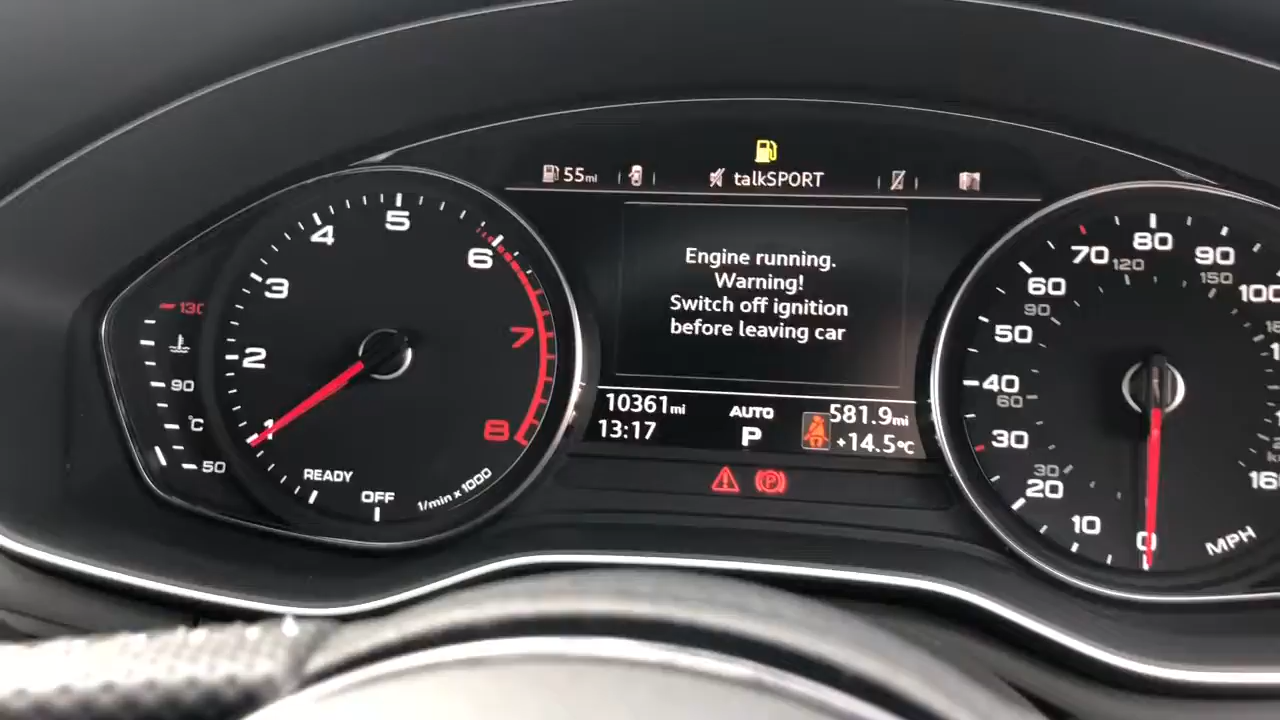 55mi
talkSPORT
Engine running.
Warning!
Switch off ignition
before leaving car
10361mi
13:17
AUTO
P
581.9mi
+14.5°C
130
90
°C
50
1
2
3
4
5
6
7
8
READY
OFF
1/min x 1000
P
0
10
20
30
40
50
60
70
80
90
100
160
30
60
90
120
150
MPH